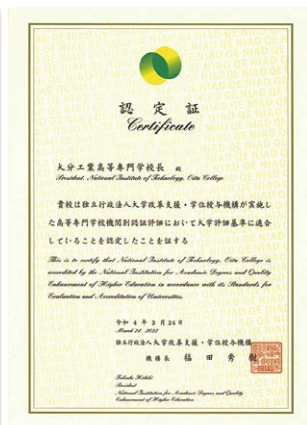 認定証
Certificate
大分工業高等専門学校長 殿
President, National Institute of Technology, Oita College
貴校は独立行政法人大学改革支援・学位授与機構が実施し
た高等専門学校機関別認証評価において大学評価基準に適合
していることを認定したことを証する
This is to certify that National Institute of Technology, Oita College is
accredited by the National Institution for Academic Degrees and Quality
Enhancement of Higher Education in accordance with its Standards for
Evaluation and Accreditation of Universities.
令和4年3月24日
March 24, 2022
独立行政法人大学改革支援・学位授与機構
機構長 福田秀樹
Fukuda Hideki
President
National Institution for Academic Degrees and Quality
Enhancement of Higher Education